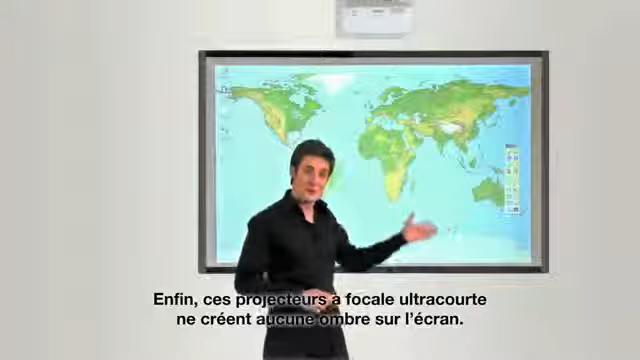 Enfin, ces projecteurs à focale ultracourte
ne créent aucune ombre sur l'écran.